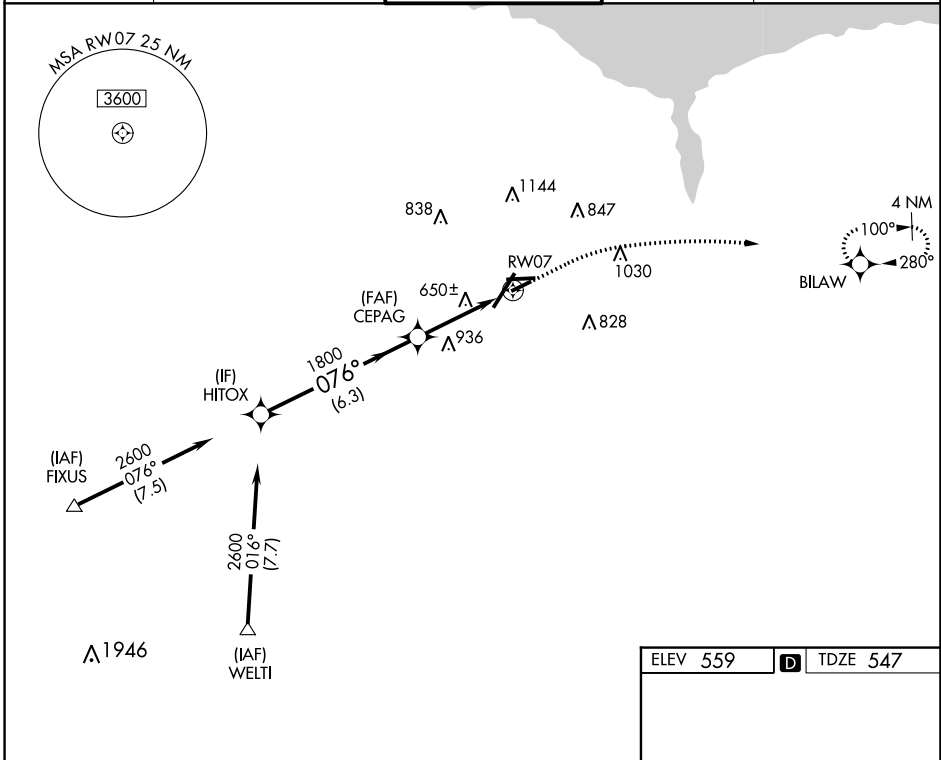 MSA RW07 25 NM
3600
1144
838
847
4 NM
100°
280°
BILAW
RW07
1030
650±
(FAF)
CEPAG
936
828
1800
076°
(6.3)
(IF)
HITOX
(IAF)
FIXUS
2600
076°
(7.5)
2600
016°
(7.7)
1946
(IAF)
WELTI
ELEV 559 D TDZE 547